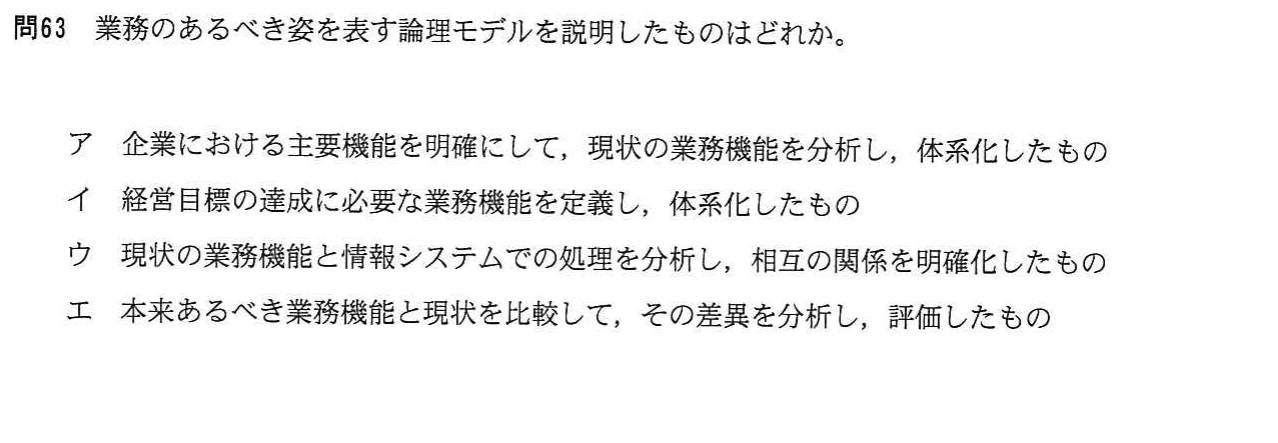 問63 業務のあるべき姿を表す論理モデルを説明したものはどれか。
ア 企業における主要機能を明確にして，現状の業務機能を分析し，体系化したもの
イ 経営目標の達成に必要な業務機能を定義し，体系化したもの
ウ 現状の業務機能と情報システムでの処理を分析し，相互の関係を明確化したもの
エ 本来あるべき業務機能と現状を比較して，その差異を分析し，評価したもの